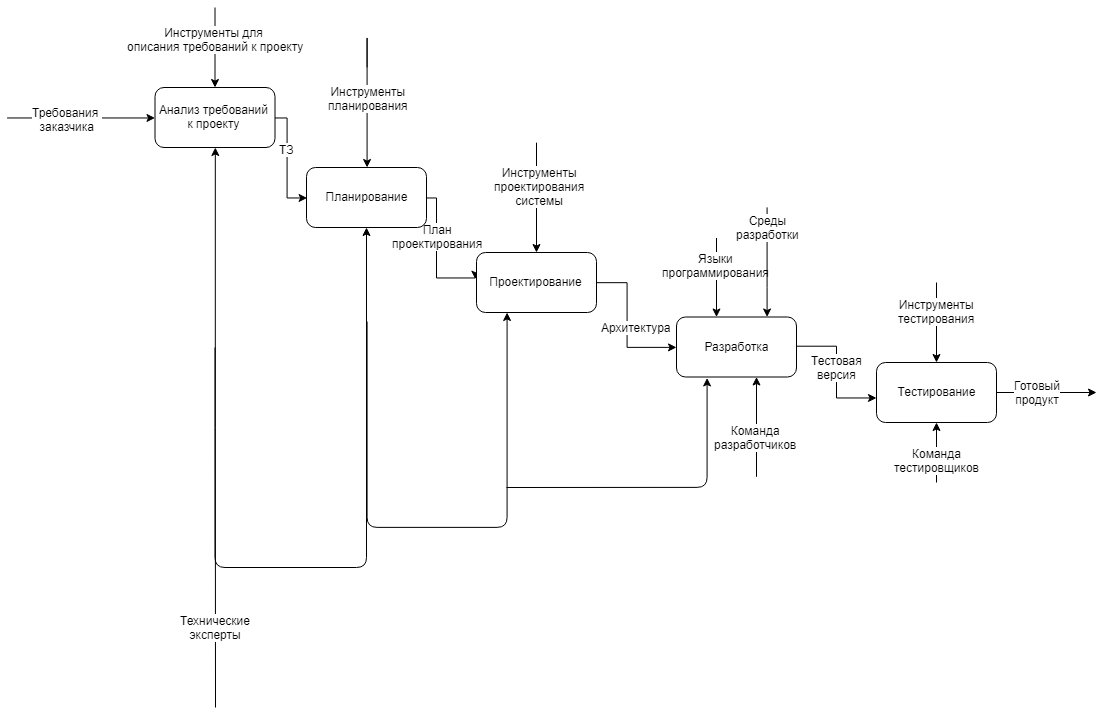 Инструменты для
описания требований к проекту
Требования
заказчика
Анализ требований
к проекту
ТЗ
Инструменты
планирования
Планирование
План
проектирования
Инструменты
проектирования
системы
Проектирование
Архитектура
Языки
программирования
Среды
разработки
Разработка
Команда
разработчиков
Тестовая
версия
Инструменты
тестирования
Тестирование
Готовый
продукт
Команда
тестировщиков
Технические
эксперты